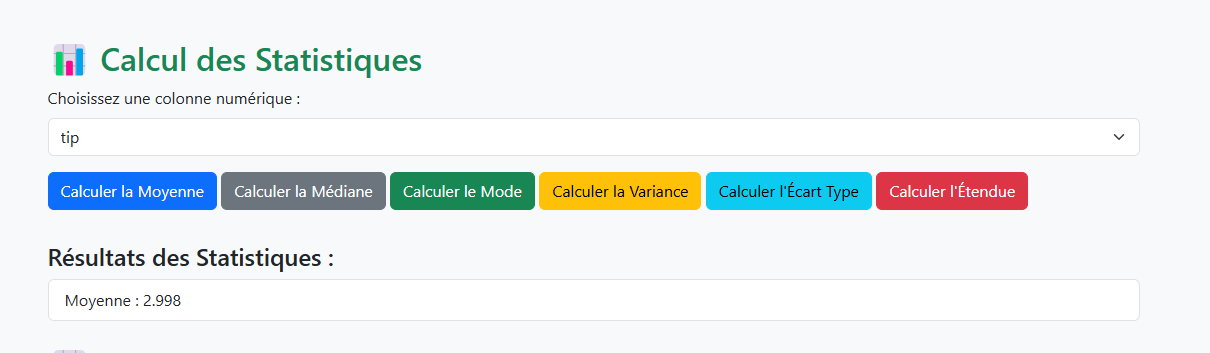 Calcul des Statistiques
Choisissez une colonne numérique :
tip
Calculer la Moyenne Calculer la Médiane Calculer le Mode Calculer la Variance Calculer l'Écart Type Calculer l'Étendue
Résultats des Statistiques :
Moyenne : 2.998